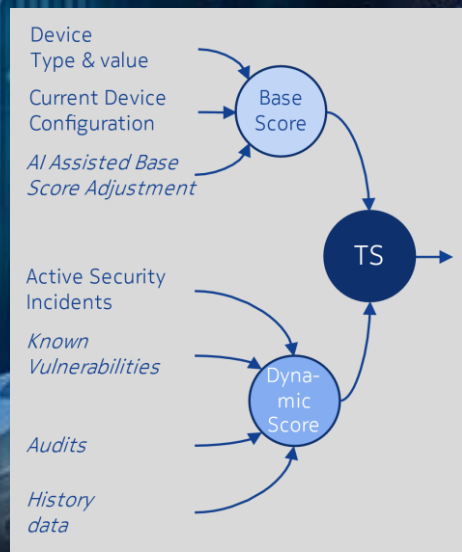 Device
Type & value
Current Device
Configuration
AI Assisted Base
Score Adjustment
Base
Score
TS
Active Security
Incidents
Known
Vulnerabilities
Dyna-
mic
Score
Audits
History
data